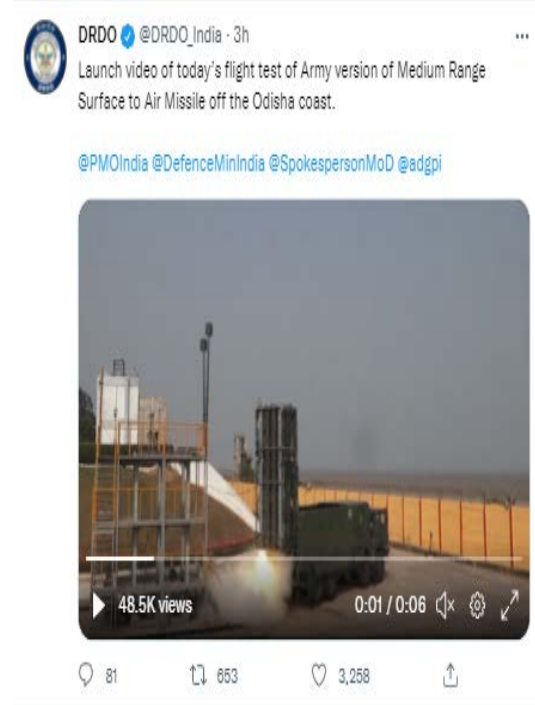 DRDO @DRDO_India · 3h
Launch video of today's flight test of Army version of Medium Range
Surface to Air Missile off the Odisha coast.
@PMOIndia @DefenceMinIndia @SpokespersonMoD @adgpi
48.5K views 0:01 / 0:06
81 653 3,258